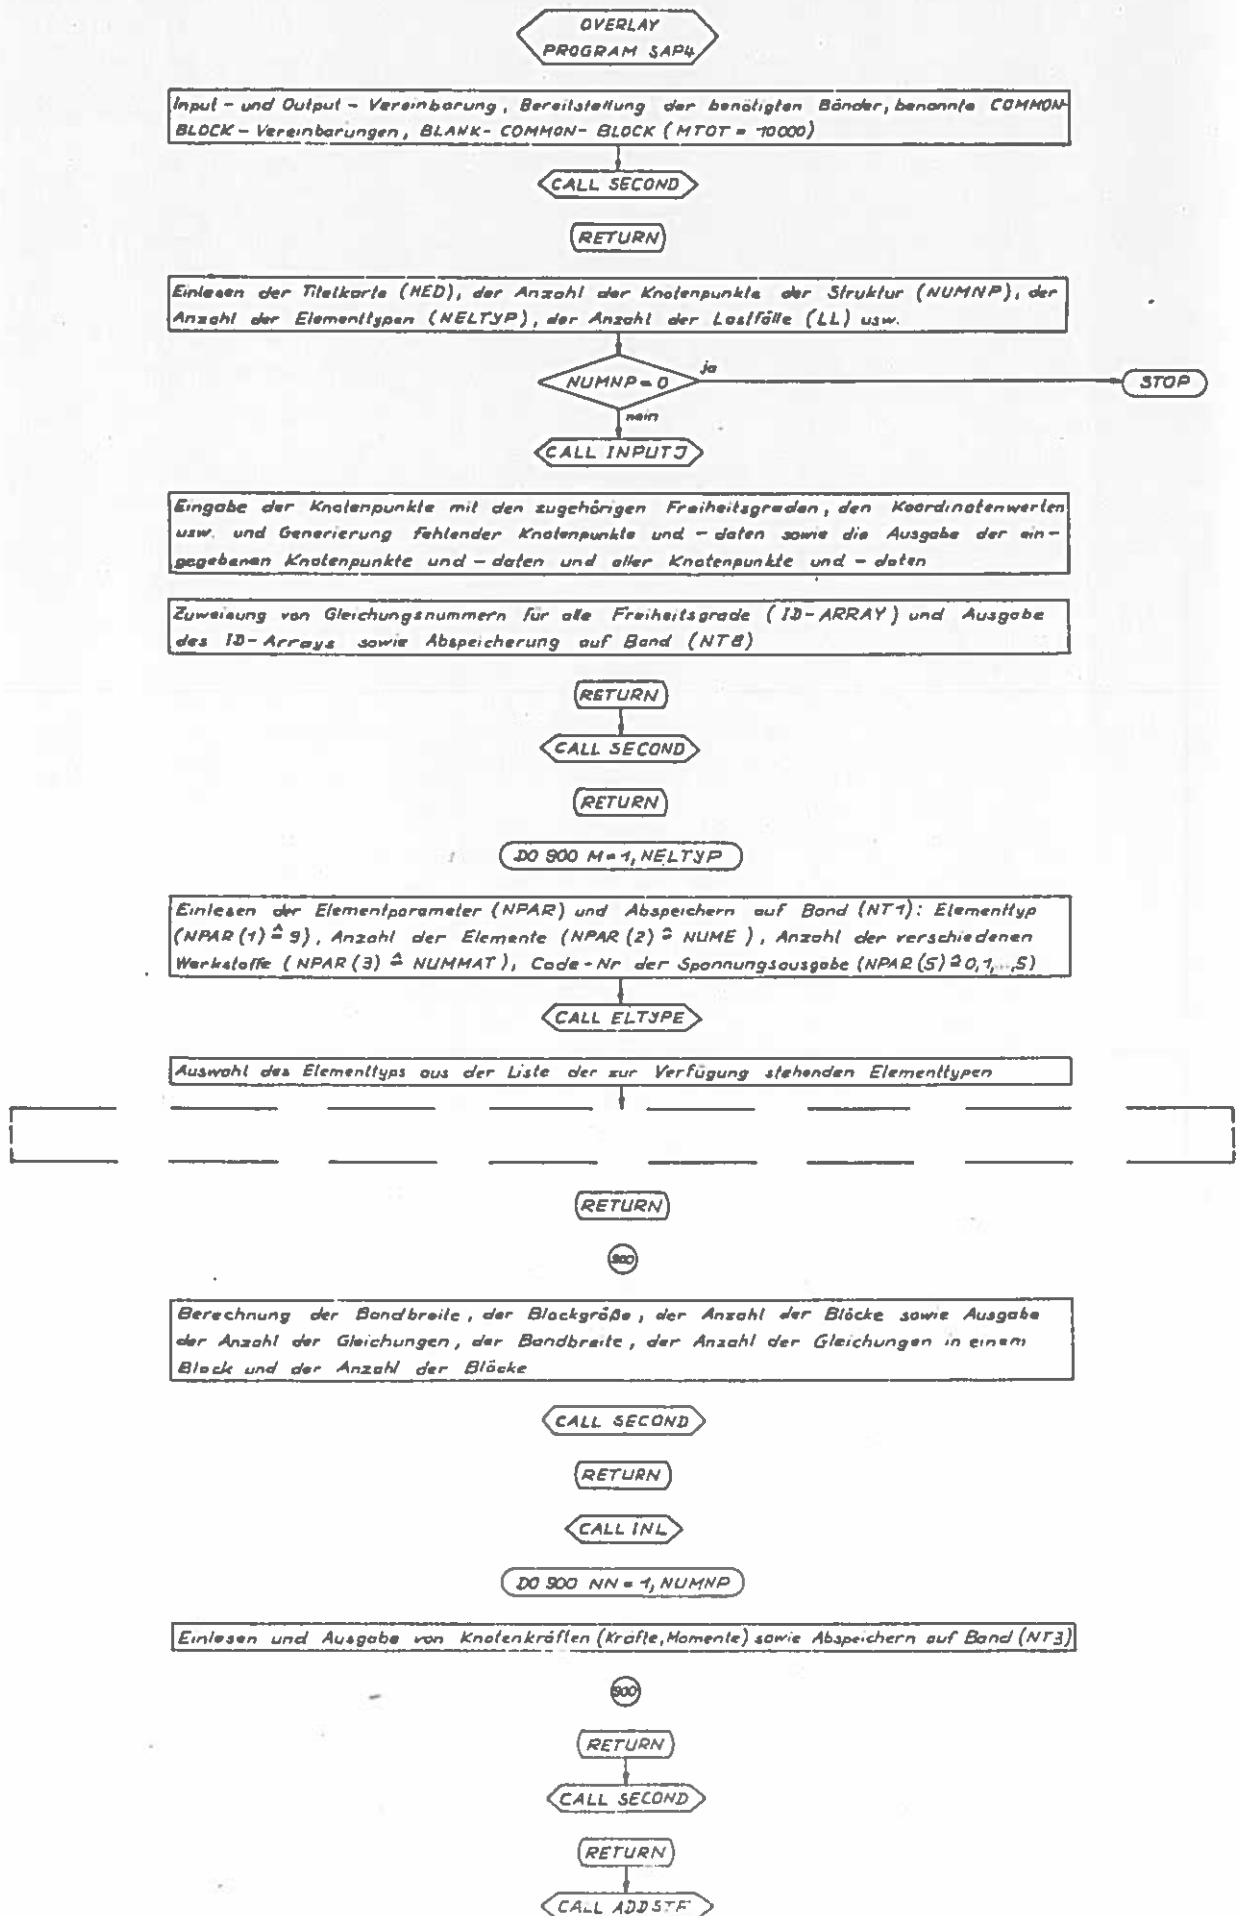 OVERLAY
PROGRAM SAP4
Input - und Output - Vereinbarung, Bereitstellung der benötigten Bänder, benannte COMMON-
BLOCK - Vereinbarungen, BLANK - COMMON - BLOCK (MTOT = 10000)
CALL SECOND
RETURN
Einlesen der Titelkarte (HED), der Anzahl der Knotenpunkte der Struktur (NUMNP), der
Anzahl der Elementtypen (NELTYP), der Anzahl der Lastfälle (LL) usw.
NUMNP = 0
ja
STOP
nein
CALL INPUTJ
Eingabe der Knotenpunkte mit den zugehörigen Freiheitsgraden, den Koordinatenwerten
usw. und Generierung fehlender Knotenpunkte und - daten sowie die Ausgabe der ein-
gegebenen Knotenpunkte und - daten und aller Knotenpunkte und - daten
Zuweisung von Gleichungsnummern für alle Freiheitsgrade (ID-ARRAY) und Ausgabe
des ID-Arrays sowie Abspeicherung auf Band (NT8)
RETURN
CALL SECOND
RETURN
DO 900 M = 1, NELTYP
Einlesen der Elementparameter (NPAR) und Abspeichern auf Band (NT1): Elementtyp
(NPAR (1) ≙ 9), Anzahl der Elemente (NPAR (2) ≙ NUME), Anzahl der verschiedenen
Werkstoffe (NPAR (3) ≙ NUMMAT), Code - Nr der Spannungsausgabe (NPAR (5) ≙ 0,1,...,5)
CALL ELTYPE
Auswahl des Elementtyps aus der Liste der zur Verfügung stehenden Elementtypen
RETURN
900
Berechnung der Bandbreite, der Blockgröße, der Anzahl der Blöcke sowie Ausgabe
der Anzahl der Gleichungen, der Bandbreite, der Anzahl der Gleichungen in einem
Block und der Anzahl der Blöcke
CALL SECOND
RETURN
CALL INL
DO 900 NN = 1, NUMNP
Einlesen und Ausgabe von Knotenkräften (Kräfte, Momente) sowie Abspeichern auf Band (NT3)
900
RETURN
CALL SECOND
RETURN
CALL ADDSTF